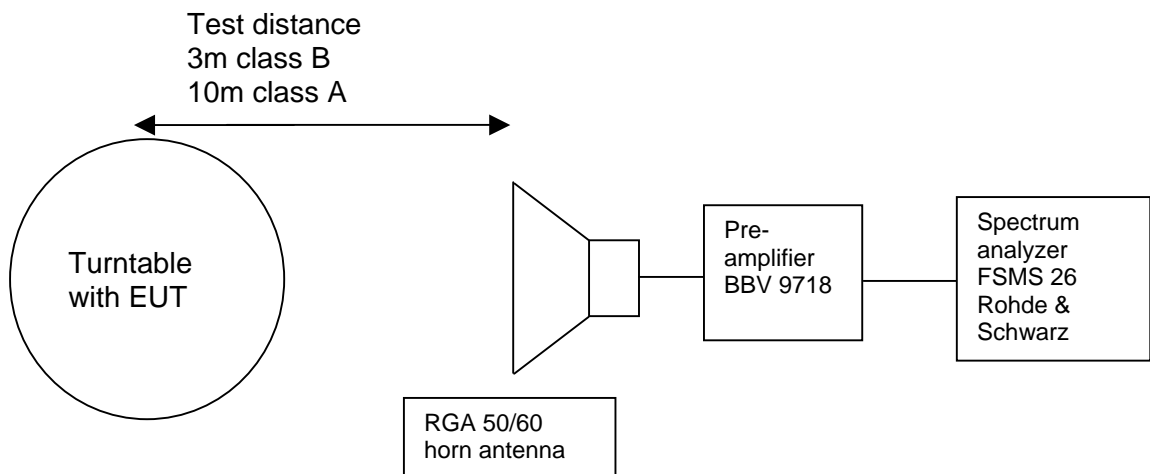 Test distance
3m class B
10m class A
Turntable
with EUT
Pre-
amplifier
BBV 9718
Spectrum
analyzer
FSMS 26
Rohde &
Schwarz
RGA 50/60
horn antenna